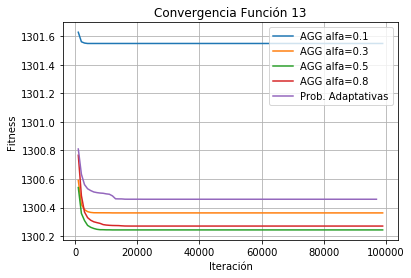 Convergencia Función 13
1301.6
1301.4
1301.2
1301.0
1300.8
1300.6
1300.4
1300.2
Fitness
AGG alfa=0.1
AGG alfa=0.3
AGG alfa=0.5
AGG alfa=0.8
Prob. Adaptativas
0 20000 40000 60000 80000 100000
Iteración